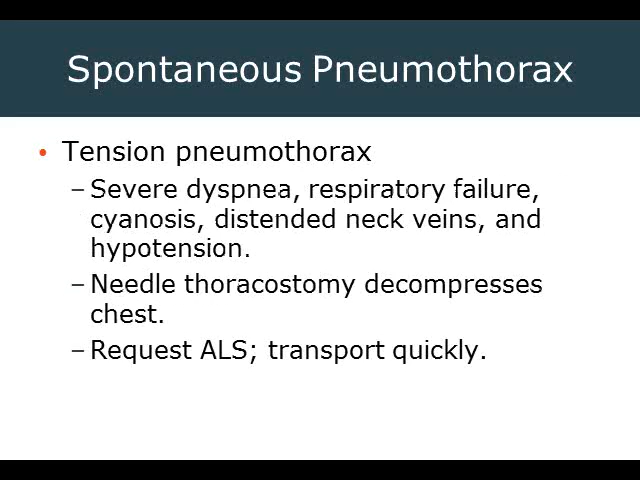 Spontaneous Pneumothorax
• Tension pneumothorax
–Severe dyspnea, respiratory failure,
cyanosis, distended neck veins, and
hypotension.
–Needle thoracostomy decompresses
chest.
–Request ALS; transport quickly.